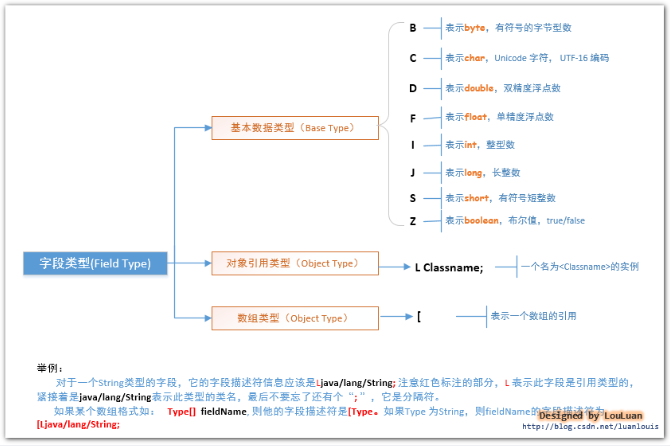 B 表示byte，有符号的字节型数
C 表示char，Unicode 字符， UTF-16 编码
D 表示double，双精度浮点数
基本数据类型（Base Type）
F 表示float，单精度浮点数
I 表示int，整型数
J 表示long，长整数
S 表示short，有符号短整数
Z 表示boolean，布尔值，true/false
字段类型(Field Type)
对象引用类型（Object Type）
L Classname;
一个名为<Classname>的实例
数组类型（Object Type）
[
表示一个数组的引用
举例：
对于一个String类型的字段，它的字段描述符信息应该是Ljava/lang/String; 注意红色标注的部分，L 表示此字段是引用类型的，
紧接着是java/lang/String表示此类型的类名，最后不要忘了还有个“;”，它是分隔符。
如果某个数组格式如： Type[] fieldName, 则他的字段描述符是[Type。如果Type 为String，则fieldName的字段描述符为
[Ljava/lang/String;
Designed by LouLuan
http://blog.csdn.net/luanlouis